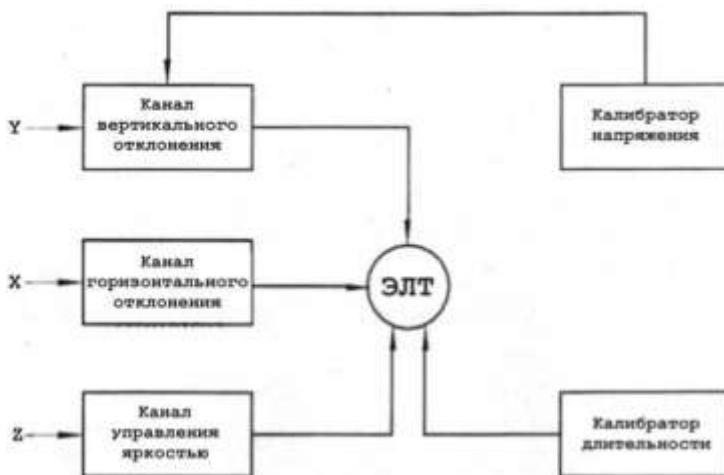 Y
Канал
вертикального
отклонения
Калибратор
напряжения
X
Канал
горизонтального
отклонения
ЭЛТ
Z
Канал
управления
яркостью
Калибратор
длительности